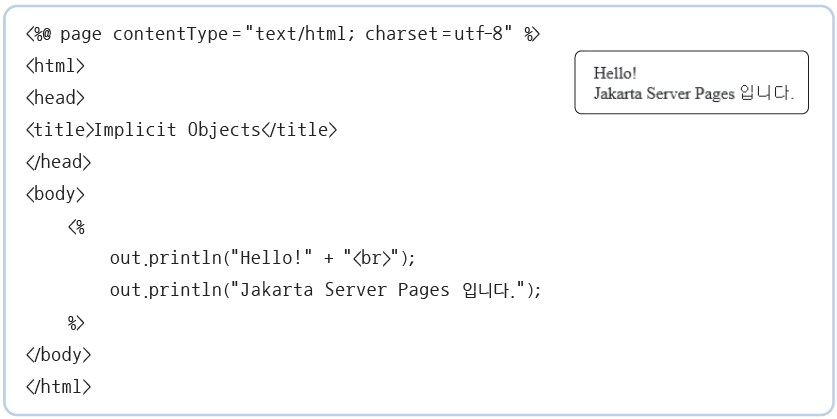 <%@ page contentType="text/html; charset=utf-8" %>
<html>
Hello!
Jakarta Server Pages 입니다.
<head>
<title>Implicit Objects</title>
</head>
<body>
<%
out.println("Hello!" + "<br>");
out.println("Jakarta Server Pages 입니다.");
%>
</body>
</html>